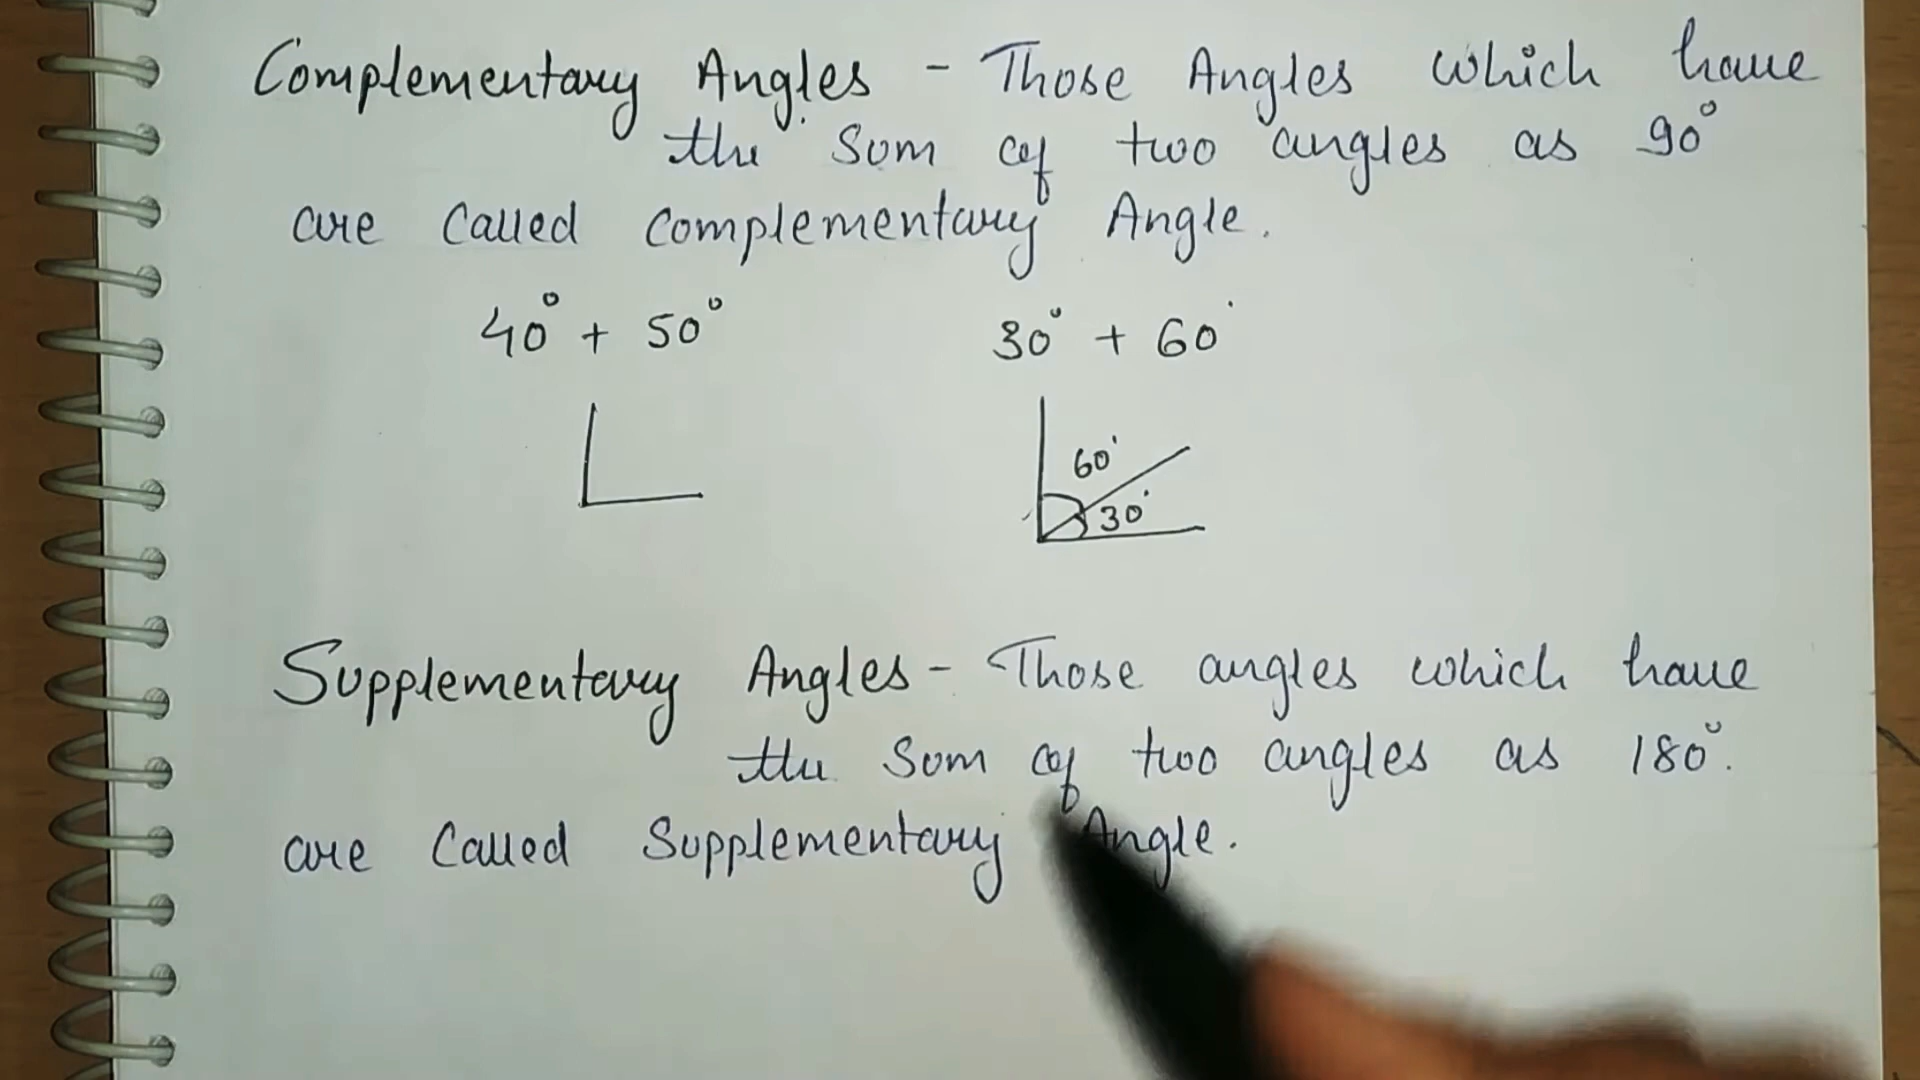 Complementary Angles - Those Angles which have
the Sum of two angles as 90°
are Called Complementary Angle.
40° + 50° 30° + 60°
60°
30°
Supplementary Angles - Those angles which have
the Sum of two angles as 180°.
are Called Supplementary Angle.